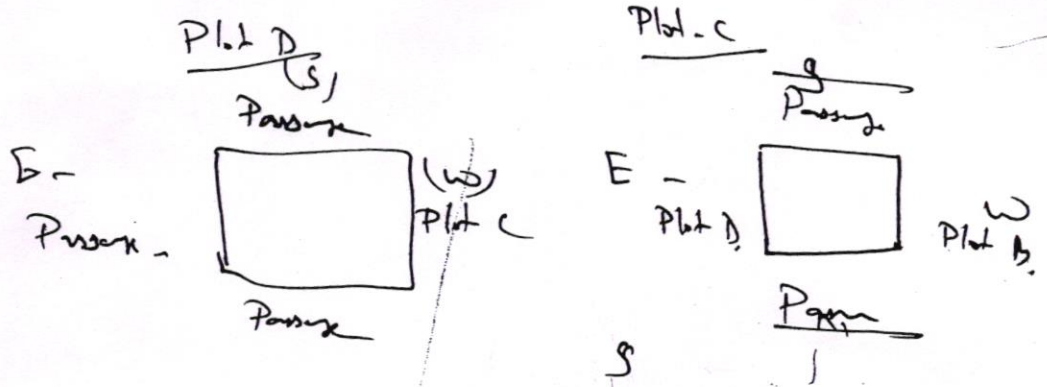 Plot D
(S)
Passage
E -
Passage -
(W)
Plot C
Passage
Plot - C
Passage
E -
Plot D.
W
Plot B.
S